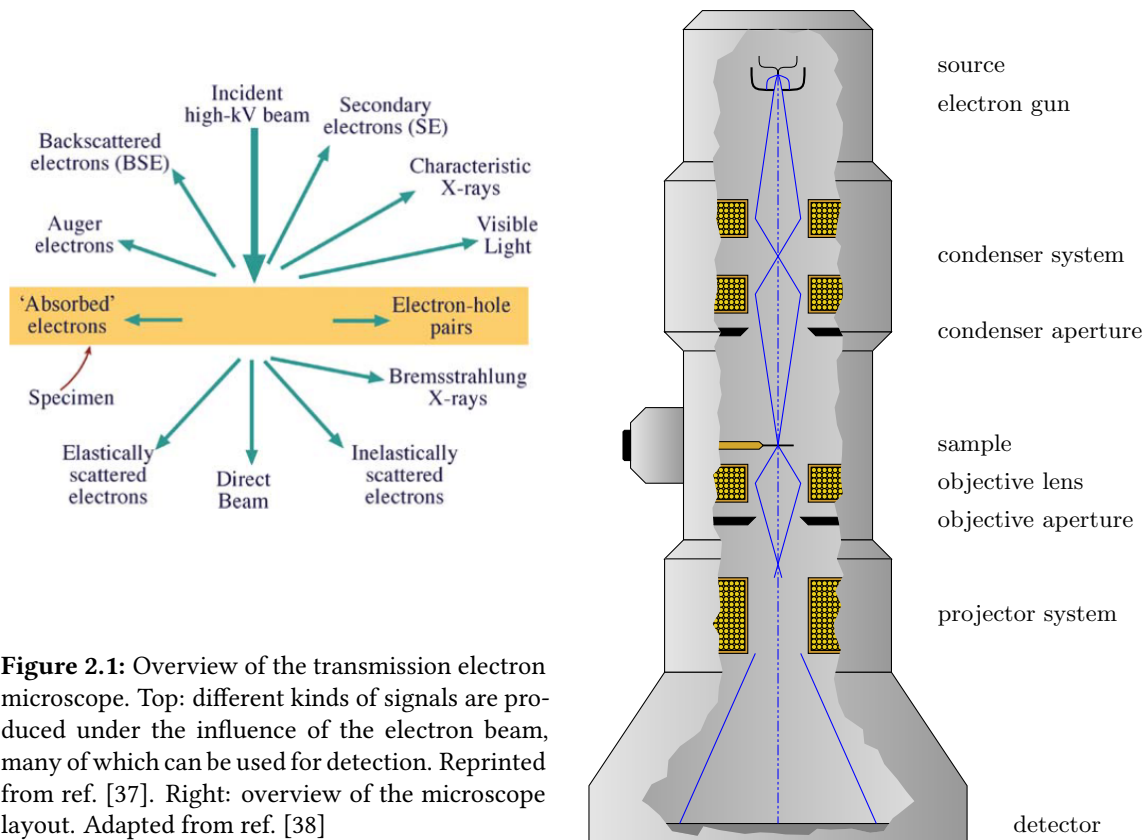 Incident
high-kV beam
Secondary
electrons (SE)
Backscattered
electrons (BSE)
Characteristic
X-rays
Auger
electrons
Visible
Light
‘Absorbed’
electrons
Electron-hole
pairs
Specimen
Bremsstrahlung
X-rays
Elastically
scattered
electrons
Direct
Beam
Inelastically
scattered
electrons
Figure 2.1: Overview of the transmission electron
microscope. Top: different kinds of signals are pro-
duced under the influence of the electron beam,
many of which can be used for detection. Reprinted
from ref. [37]. Right: overview of the microscope
layout. Adapted from ref. [38]
source
electron gun
condenser system
condenser aperture
sample
objective lens
objective aperture
projector system
detector